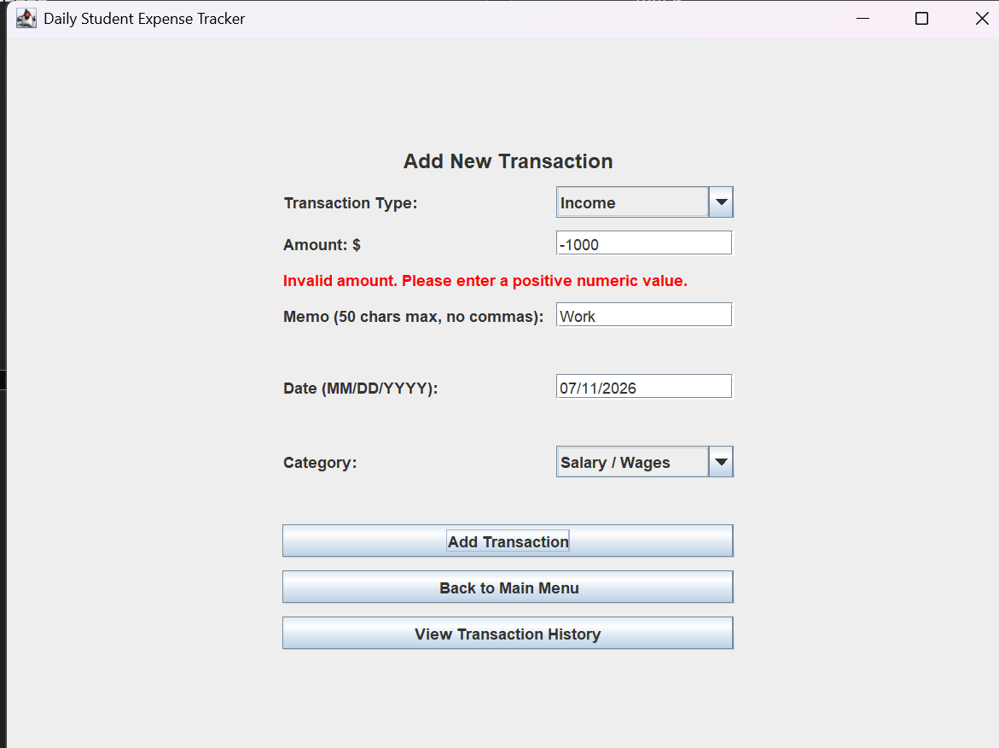 Daily Student Expense Tracker
Add New Transaction
Transaction Type: Income
Amount: $ -1000
Invalid amount. Please enter a positive numeric value.
Memo (50 chars max, no commas): Work
Date (MM/DD/YYYY): 07/11/2026
Category: Salary / Wages
Add Transaction
Back to Main Menu
View Transaction History